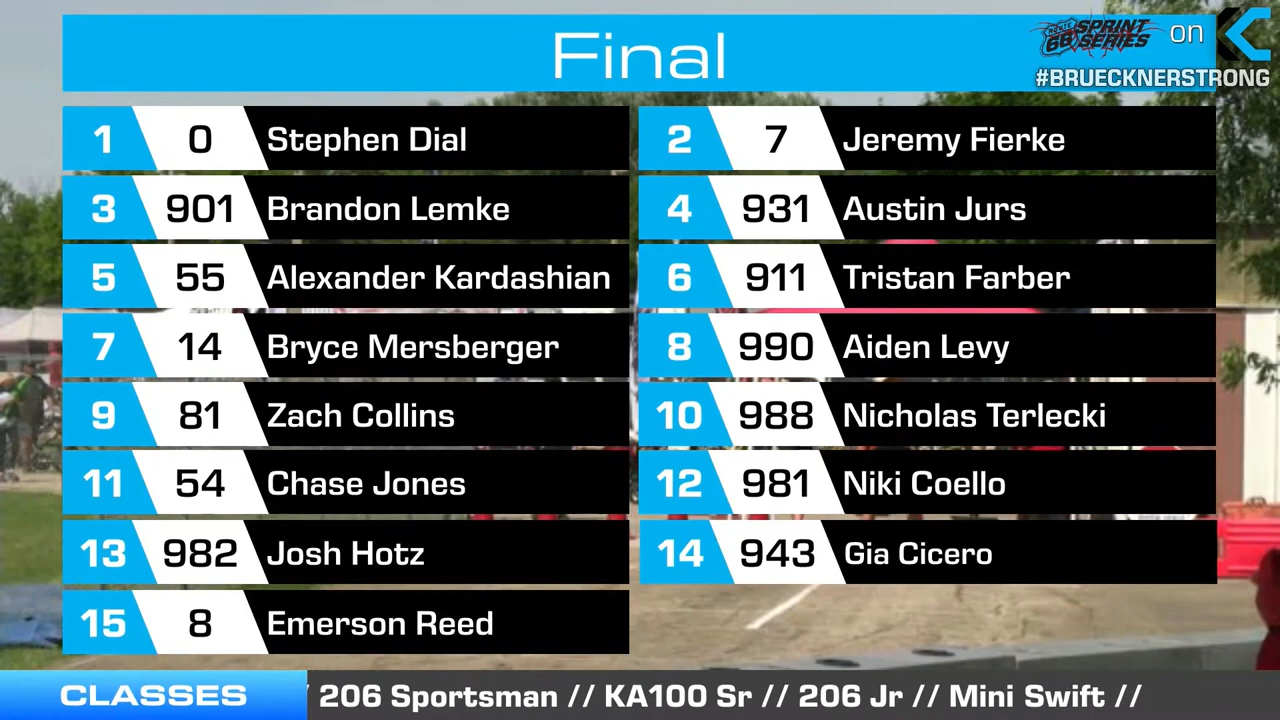 Final
ROUTE
66 SPRINT
SERIES
on
#BRUECKNERSTRONG
1 0 Stephen Dial
2 7 Jeremy Fierke
3 901 Brandon Lemke
4 931 Austin Jurs
5 55 Alexander Kardashian
6 911 Tristan Farber
7 14 Bryce Mersberger
8 990 Aiden Levy
9 81 Zach Collins
10 988 Nicholas Terlecki
11 54 Chase Jones
12 981 Niki Coello
13 982 Josh Hotz
14 943 Gia Cicero
15 8 Emerson Reed
CLASSES
/ 206 Sportsman // KA100 Sr // 206 Jr // Mini Swift //